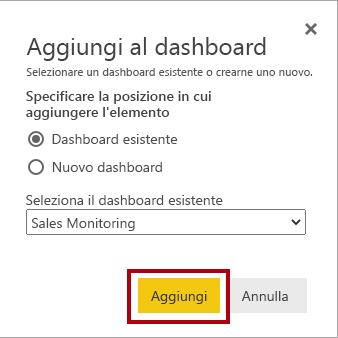 Aggiungi al dashboard
Selezionare un dashboard esistente o crearne uno nuovo.
Specificare la posizione in cui
aggiungere l'elemento
Dashboard esistente
Nuovo dashboard
Seleziona il dashboard esistente
Sales Monitoring
Aggiungi
Annulla